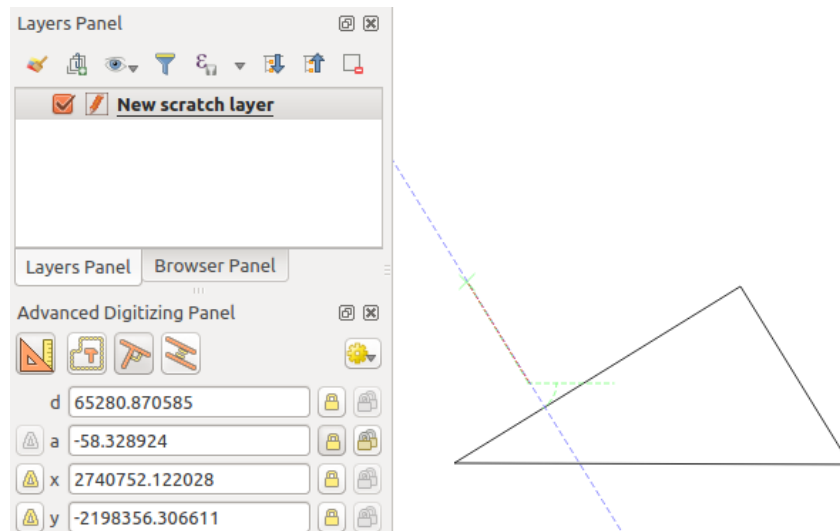 Layers Panel
New scratch layer
Layers Panel Browser Panel
Advanced Digitizing Panel
d 65280.870585
a -58.328924
x 2740752.122028
y -2198356.306611